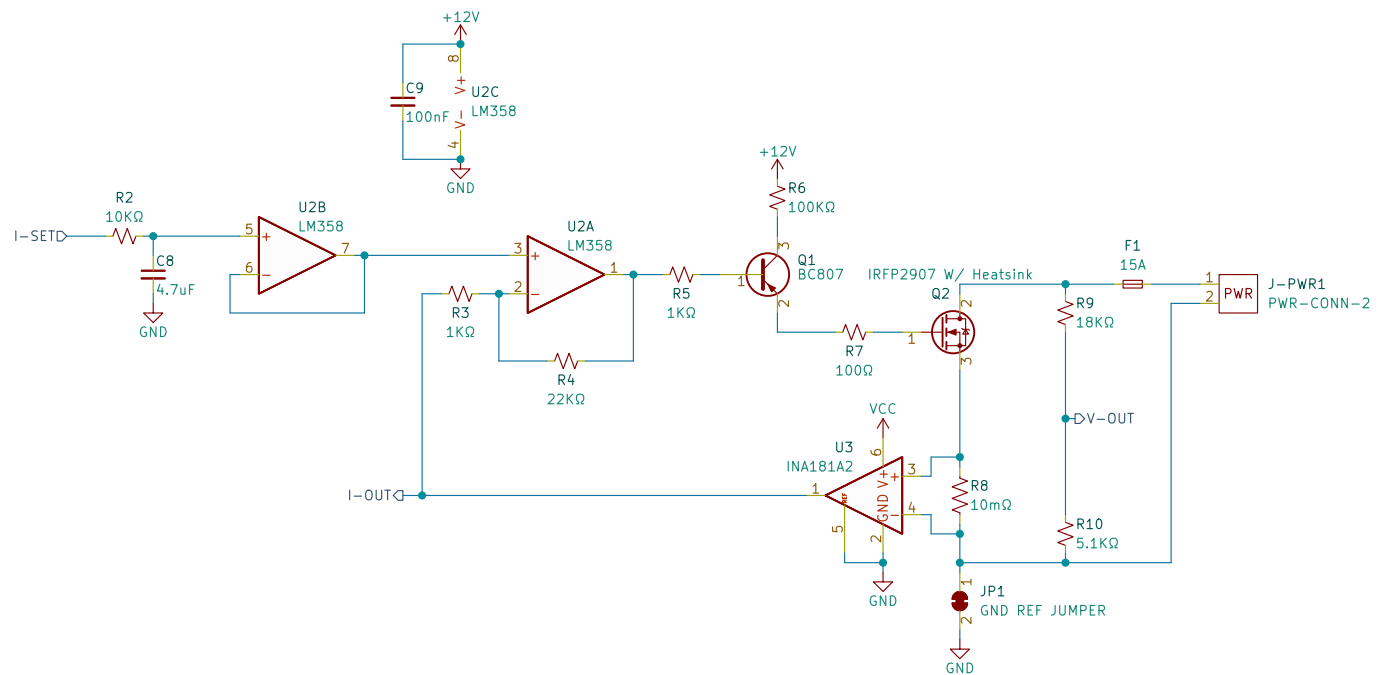 +12V
8
V+
C9
U2C
100nF
LM358
V-
4
GND
+12V
R6
100KΩ
R2
10KΩ
I-SET
C8
4.7uF
GND
U2B
LM358
5
+
6
-
7
U2A
LM358
3
+
2
-
1
R3
1KΩ
R4
22KΩ
R5
1KΩ
3
Q1
BC807
1
2
R7
100Ω
IRFP2907 W/ Heatsink
Q2
2
1
3
F1
15A
1
2
PWR
J-PWR1
PWR-CONN-2
R9
18KΩ
V-OUT
R10
5.1KΩ
VCC
U3
INA181A2
6
V+
+
3
1
REF
GND
-
4
5
2
GND
I-OUT
R8
10mΩ
1
JP1
GND REF JUMPER
2
GND